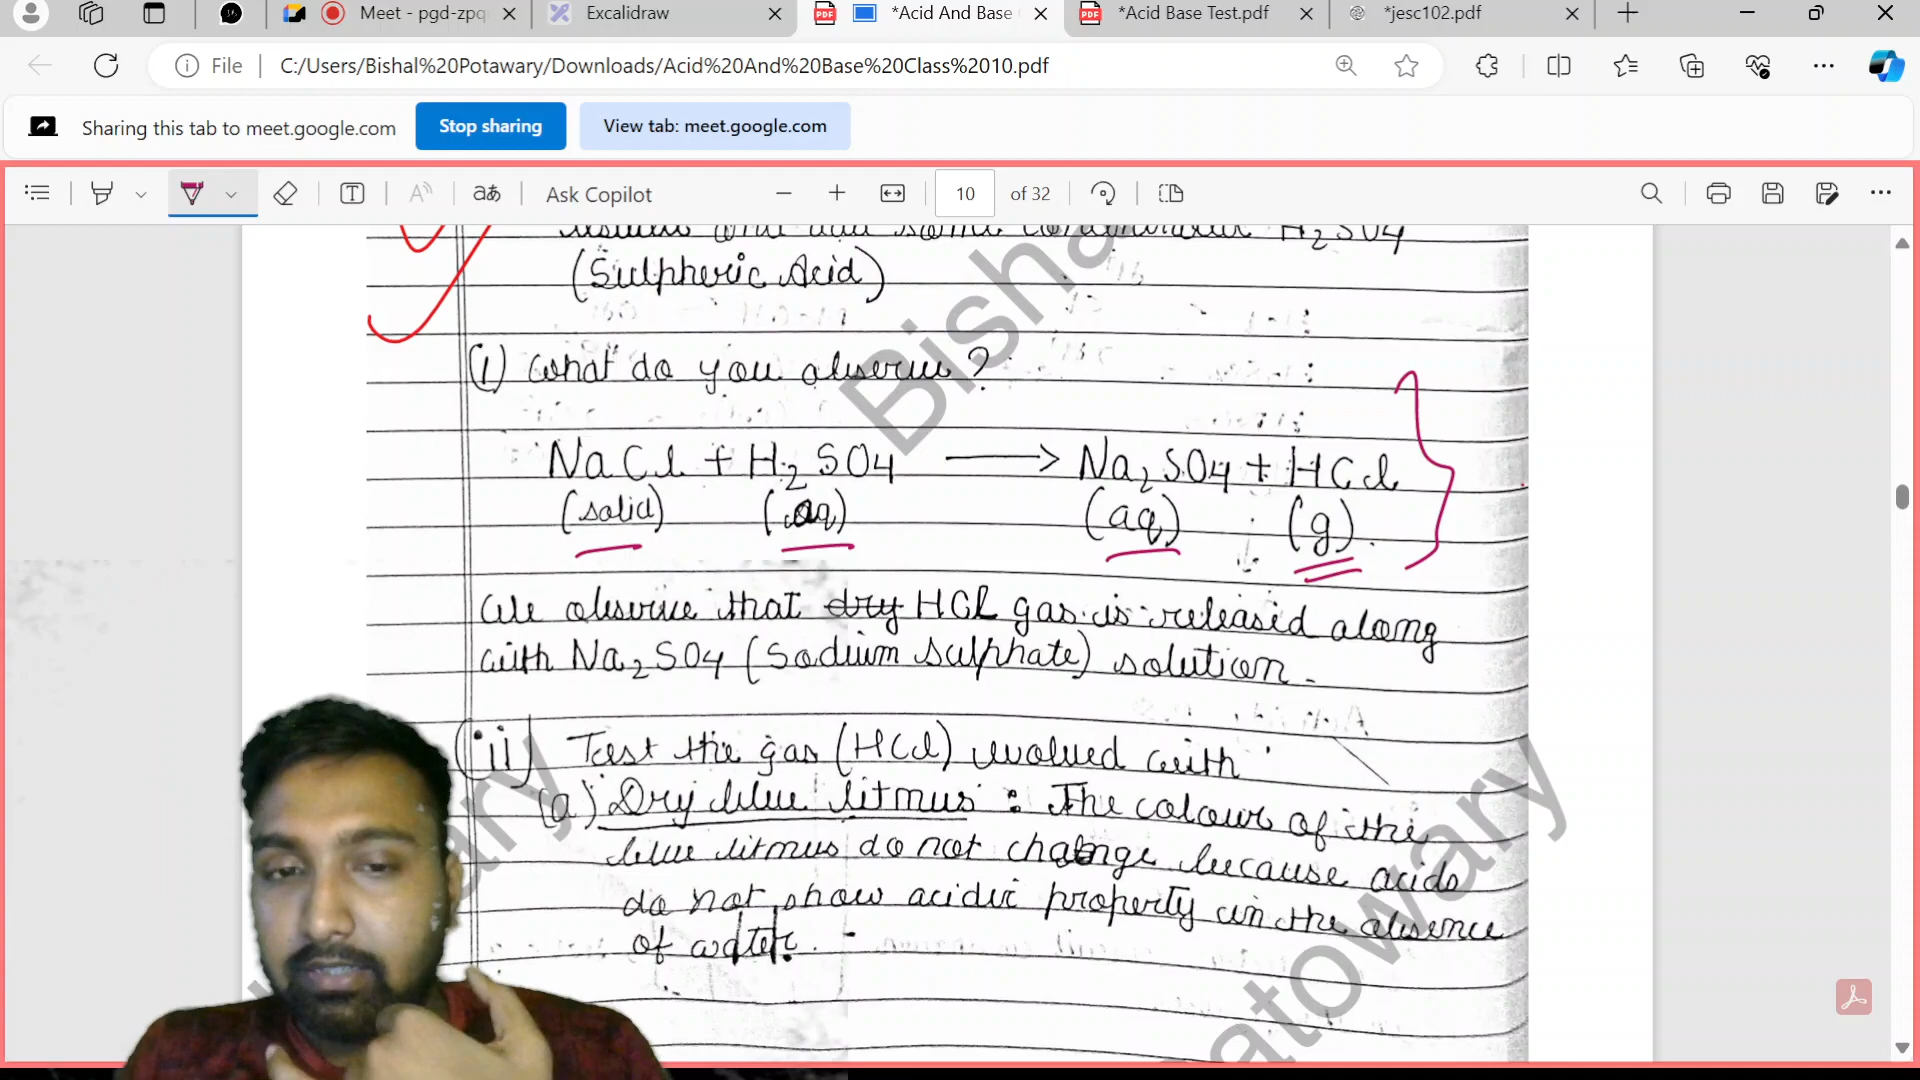 Meet - pgd-zpq
Excalidraw
*Acid And Base
*Acid Base Test.pdf
*jesc102.pdf
File
C:/Users/Bishal%20Potawary/Downloads/Acid%20And%20Base%20Class%2010.pdf
Sharing this tab to meet.google.com
Stop sharing
View tab: meet.google.com
Ask Copilot
10 of 32
H₂SO4
(Sulphuric Acid)
(i) What do you observe ?
NaCl + H₂SO4 → Na₂SO4 + HCl
(solid) (aq) (aq) (g).
We observe that dry HCl gas is released along
with Na₂SO4 (Sodium sulphate) solution.
(ii) Test the gas (HCl) evolved with
(a) Dry blue litmus : The colour of the
blue litmus do not change because acids
do not show acidic property in the absence
of water.
Bisha
ary
atowary